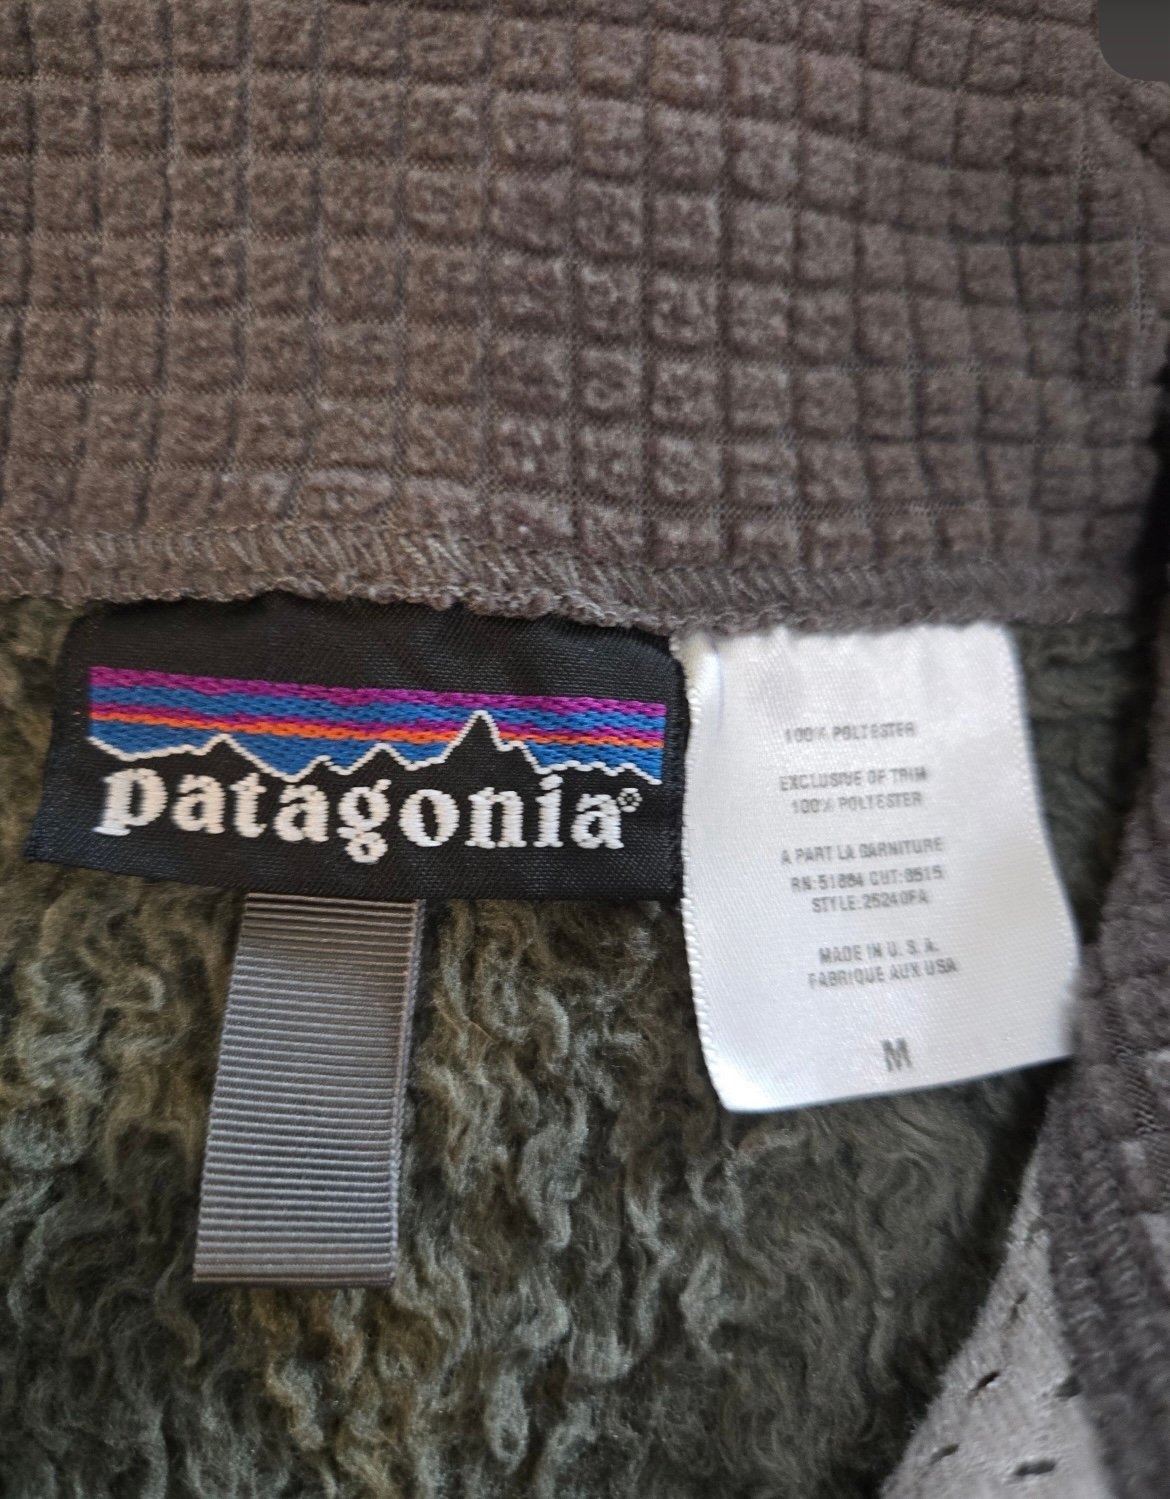 patagonia®
100% POLYESTER
EXCLUSIVE OF TRIM
100% POLYESTER
A PART LA GARNITURE
RN:51884 CUT:0515
STYLE:25240FA
MADE IN U.S.A.
FABRIQUE AUX USA
M